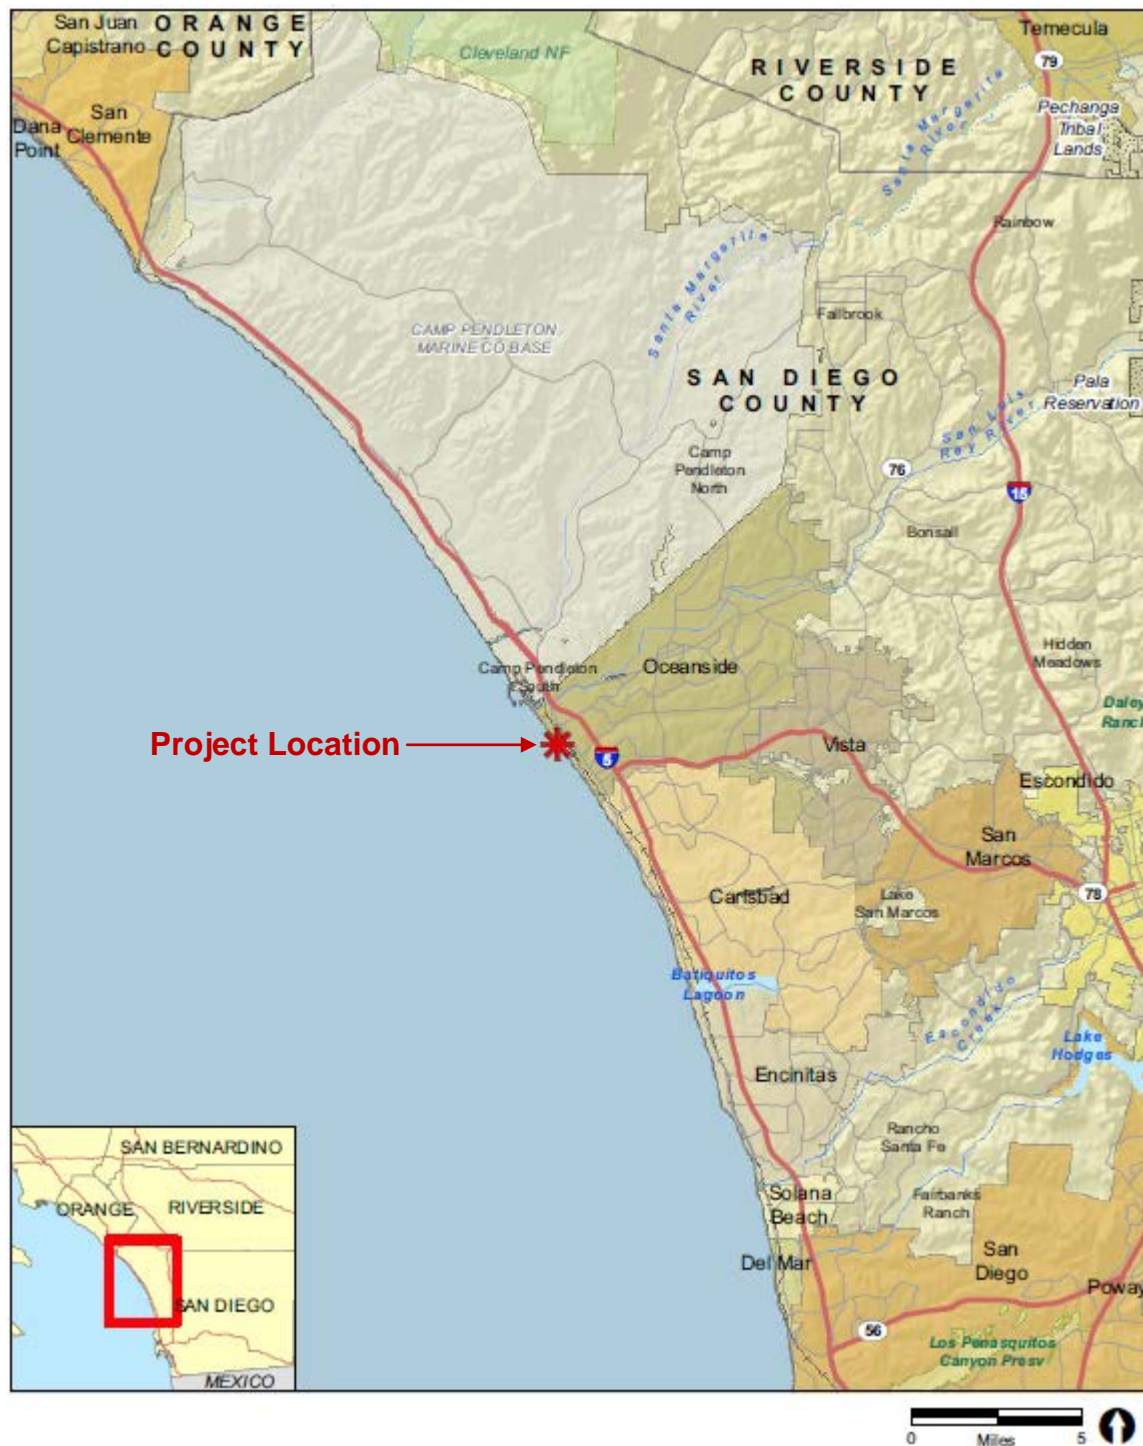 San Juan
Capistrano
ORANGE
COUNTY
Cleveland NF
Temecula
79
RIVERSIDE
COUNTY
Santa Margarita
River
Pechanga
Tribal
Lands
San
Clemente
Dana
Point
Rainbow
Santa Margarita
River
Fallbrook
CAMP PENDLETON
MARINE CO BASE
SAN DIEGO
COUNTY
Pala
Reservation
San Luis
Rey River
Camp
Pendleton
North
76
15
Bonsall
Hidden
Meadows
Camp Pendleton
South
Oceanside
Daley
Ranch
Project Location
5
Vista
Escondido
San
Marcos
Carlsbad
Lake
San Marcos
78
Batiquitos
Lagoon
Escondido
Creek
Lake
Hodges
Encinitas
Rancho
Santa Fe
Solana
Beach
Fairbanks
Ranch
Del Mar
San
Diego
Poway
56
Los Penasquitos
Canyon Presv
SAN BERNARDINO
ORANGE
RIVERSIDE
SAN DIEGO
MEXICO
0 Miles 5